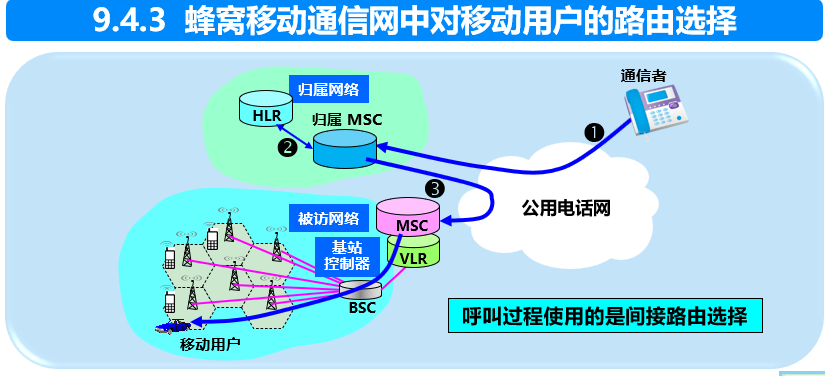 9.4.3 蜂窝移动通信网中对移动用户的路由选择
通信者
归属网络
HLR
归属 MSC
❶
❷
❸
公用电话网
被访网络
MSC
基站
控制器
VLR
BSC
移动用户
呼叫过程使用的是间接路由选择